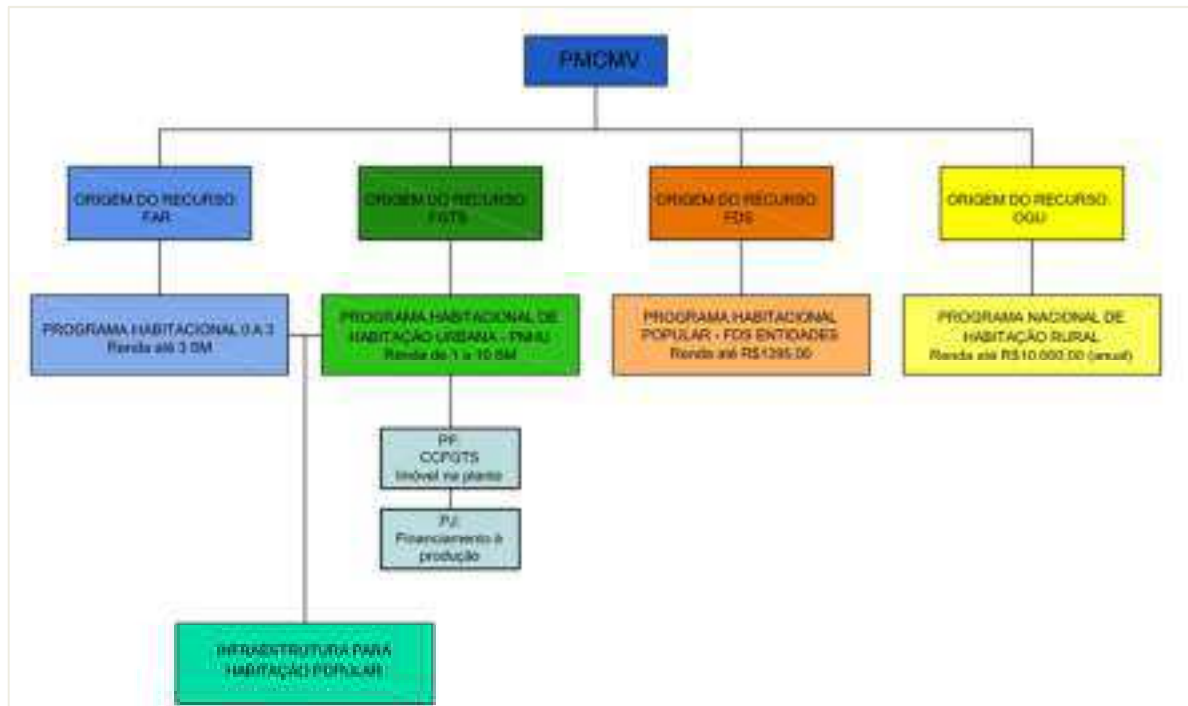 PMCMV
ORIGEM DO RECURSO:
FAR
ORIGEM DO RECURSO:
FGTS
ORIGEM DO RECURSO:
FDS
ORIGEM DO RECURSO:
OGU
PROGRAMA HABITACIONAL 0 A 3
Renda até 3 SM
PROGRAMA HABITACIONAL DE
HABITAÇÃO URBANA - PNHU
Renda de 1 a 10 SM
PROGRAMA HABITACIONAL
POPULAR - FDS ENTIDADES
Renda até R$1395,00
PROGRAMA NACIONAL DE
HABITAÇÃO RURAL
Renda até R$10.000,00 (anual)
PF:
CCFGTS
Imóvel na planta
PJ:
Financiamento à
produção
INFRAESTRUTURA PARA
HABITAÇÃO POPULAR